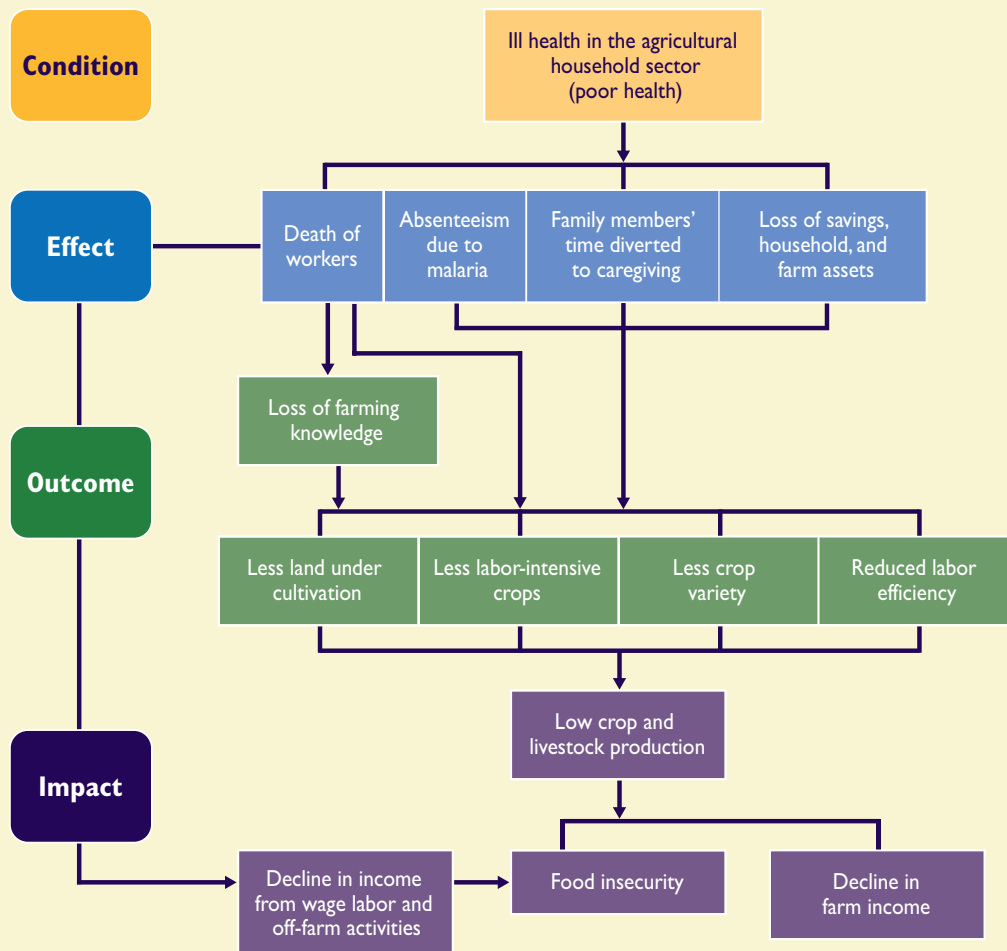 Condition
Ill health in the agricultural
household sector
(poor health)
Effect
Death of
workers
Absenteeism
due to
malaria
Family members’
time diverted
to caregiving
Loss of savings,
household, and
farm assets
Loss of farming
knowledge
Outcome
Less land under
cultivation
Less labor-intensive
crops
Less crop
variety
Reduced labor
efficiency
Low crop and
livestock production
Impact
Decline in income
from wage labor and
off-farm activities
Food insecurity
Decline in
farm income